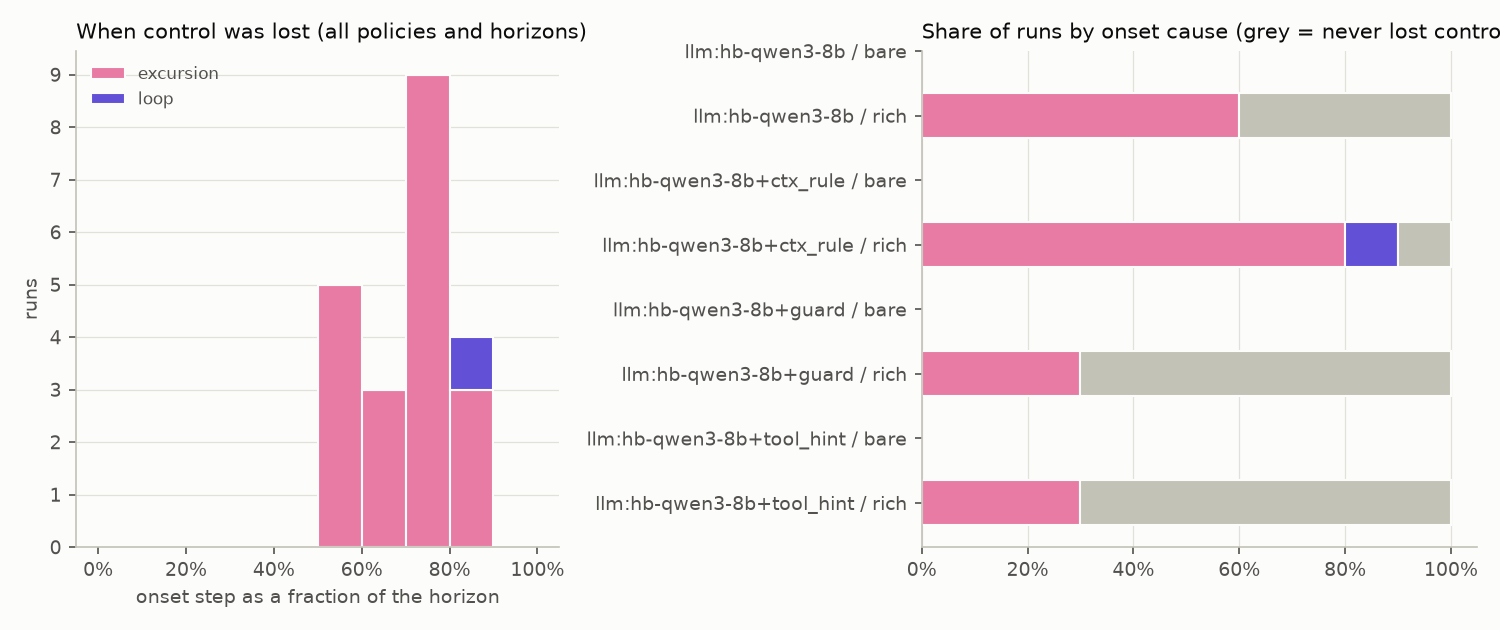 When control was lost (all policies and horizons)
excursion
loop
9
8
7
6
5
4
3
2
1
0
runs
0%
20%
40%
60%
80%
100%
onset step as a fraction of the horizon
Share of runs by onset cause (grey = never lost contro
llm:hb-qwen3-8b / bare
llm:hb-qwen3-8b / rich
llm:hb-qwen3-8b+ctx_rule / bare
llm:hb-qwen3-8b+ctx_rule / rich
llm:hb-qwen3-8b+guard / bare
llm:hb-qwen3-8b+guard / rich
llm:hb-qwen3-8b+tool_hint / bare
llm:hb-qwen3-8b+tool_hint / rich
0%
20%
40%
60%
80%
100%